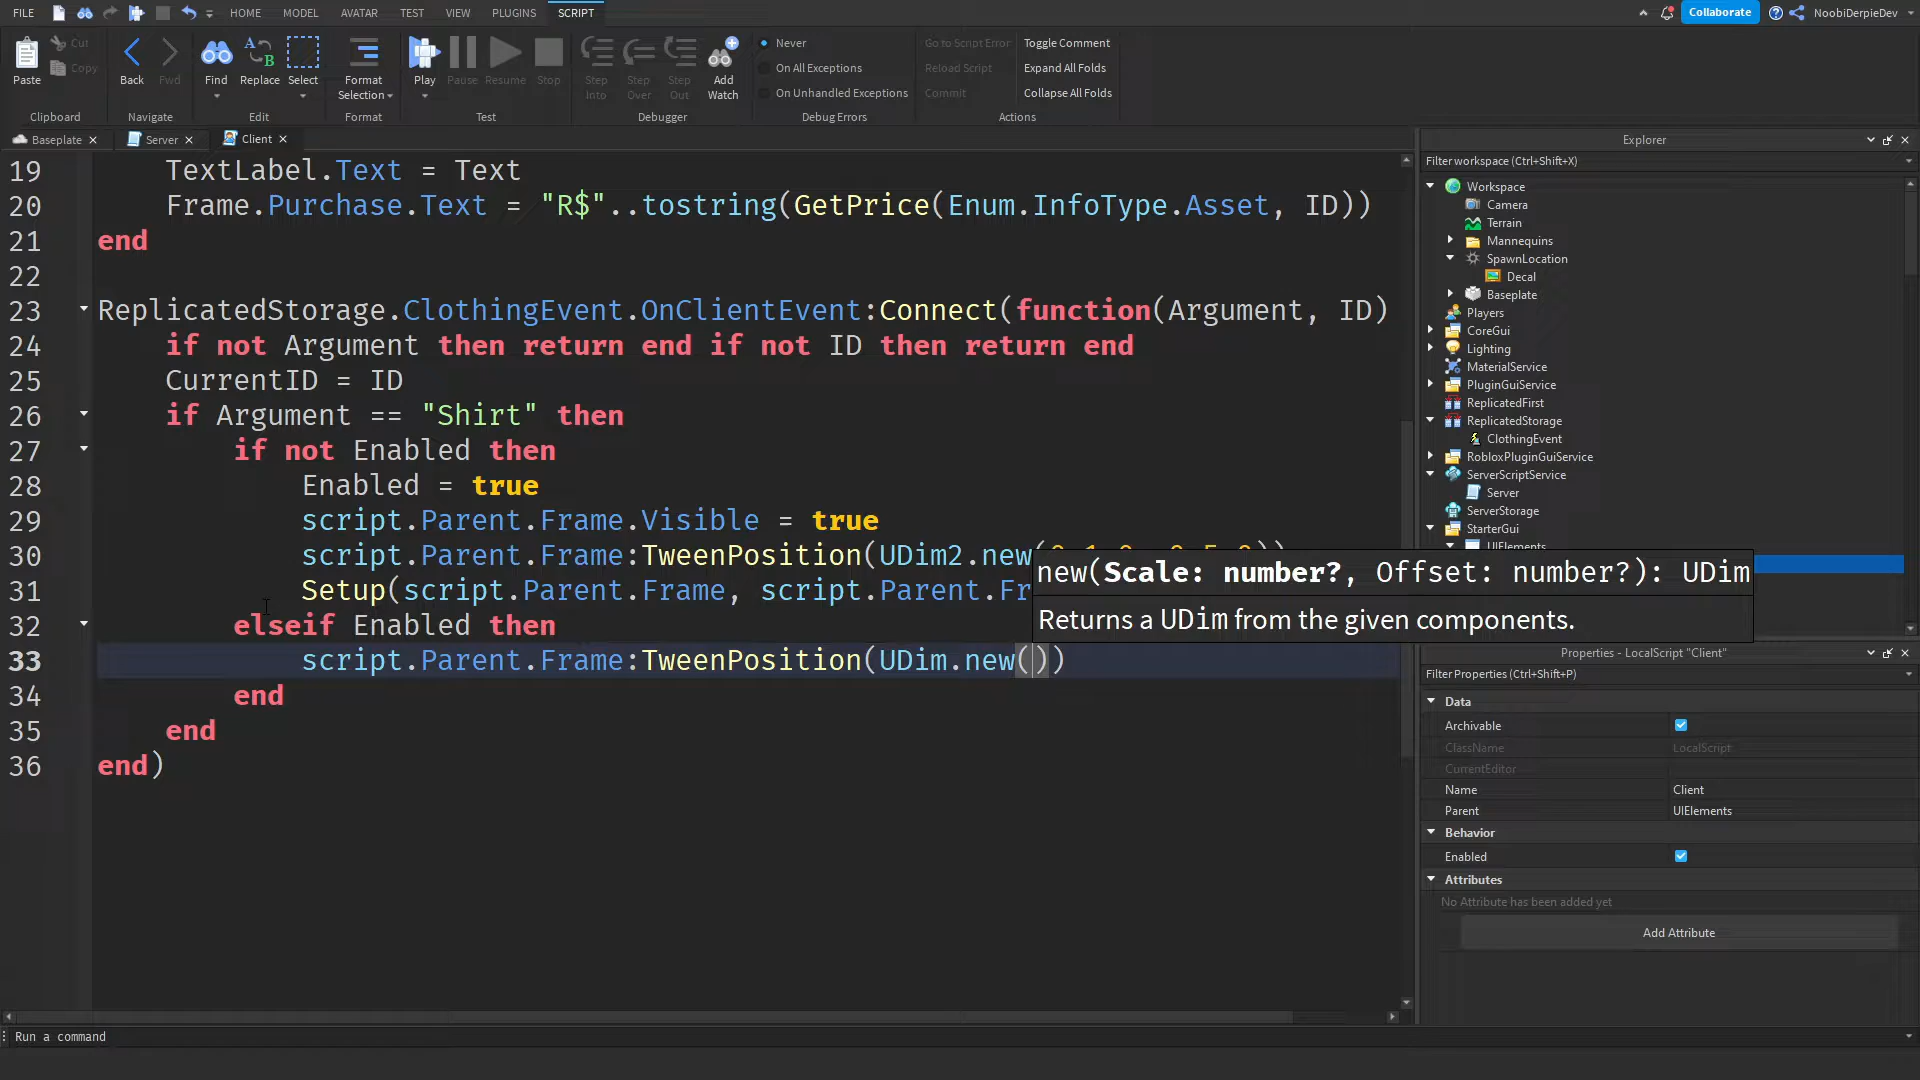 FILE HOME MODEL AVATAR TEST VIEW PLUGINS SCRIPT Collaborate NoobiDerpieDev
Paste Cut Copy Back Fwd Find Replace Select Format Selection Play Pause Resume Stop Step Into Step Over Step Out Add Watch
Never Go to Script Error Toggle Comment
On All Exceptions Reload Script Expand All Folds
On Unhandled Exceptions Commit Collapse All Folds
Clipboard Navigate Edit Format Test Debugger Debug Errors Actions
Baseplate Server Client
19 TextLabel.Text = Text
20 Frame.Purchase.Text = "R$"..tostring(GetPrice(Enum.InfoType.Asset, ID))
21 end
22
23 ReplicatedStorage.ClothingEvent.OnClientEvent:Connect(function(Argument, ID)
24 if not Argument then return end if not ID then return end
25 CurrentID = ID
26 if Argument == "Shirt" then
27 if not Enabled then
28 Enabled = true
29 script.Parent.Frame.Visible = true
30 script.Parent.Frame:TweenPosition(UDim2.new
31 Setup(script.Parent.Frame, script.Parent.Fr
32 elseif Enabled then
33 script.Parent.Frame:TweenPosition(UDim.new())
34 end
35 end
36 end)
new(Scale: number?, Offset: number?): UDim
Returns a UDim from the given components.
Run a command
Explorer
Filter workspace (Ctrl+Shift+X)
Workspace
Camera
Terrain
Mannequins
SpawnLocation
Decal
Baseplate
Players
CoreGui
Lighting
MaterialService
PluginGuiService
ReplicatedFirst
ReplicatedStorage
ClothingEvent
RobloxPluginGuiService
ServerScriptService
Server
ServerStorage
StarterGui
UIElements
Properties - LocalScript "Client"
Filter Properties (Ctrl+Shift+P)
Data
Archivable
ClassName LocalScript
CurrentEditor
Name Client
Parent UIElements
Behavior
Enabled
Attributes
No Attribute has been added yet
Add Attribute